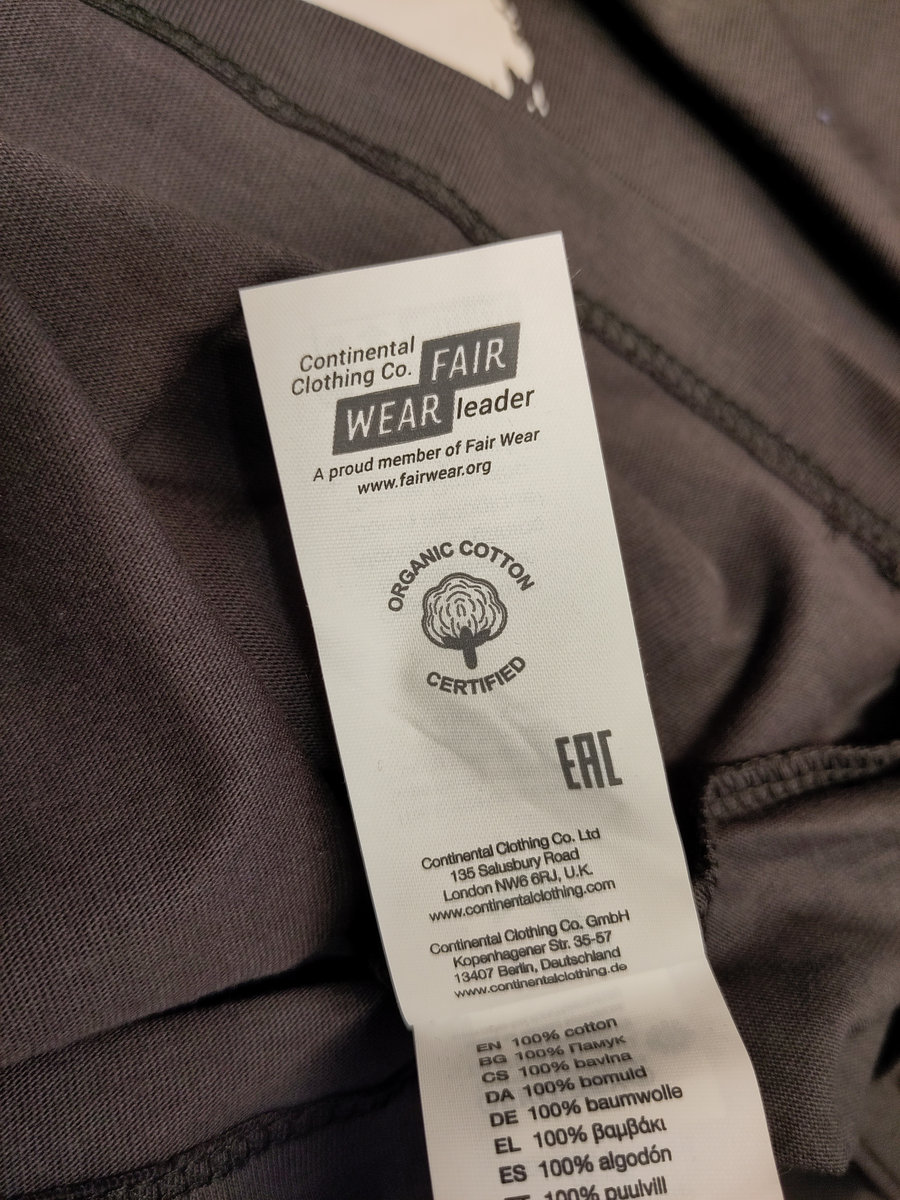 Continental
Clothing Co. FAIR
WEAR leader
A proud member of Fair Wear
www.fairwear.org
ORGANIC COTTON
CERTIFIED
EAC
Continental Clothing Co. Ltd
135 Salusbury Road
London NW6 6RJ, U.K.
www.continentalclothing.com
Continental Clothing Co. GmbH
Kopenhagener Str. 35-57
13407 Berlin, Deutschland
www.continentalclothing.de
EN 100% cotton
BG 100% Памук
CS 100% bavlna
DA 100% bomuld
DE 100% baumwolle
EL 100% βαμβάκι
ES 100% algodón
100% puuvill